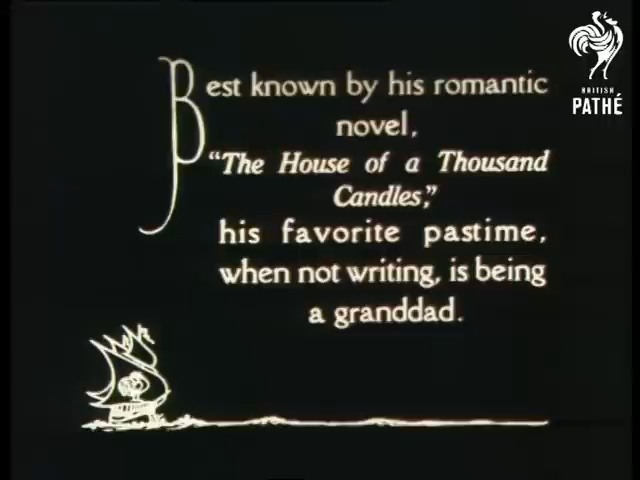 BRITISH
PATHÉ
Best known by his romantic
novel,
"The House of a Thousand
Candles,"
his favorite pastime,
when not writing, is being
a granddad.